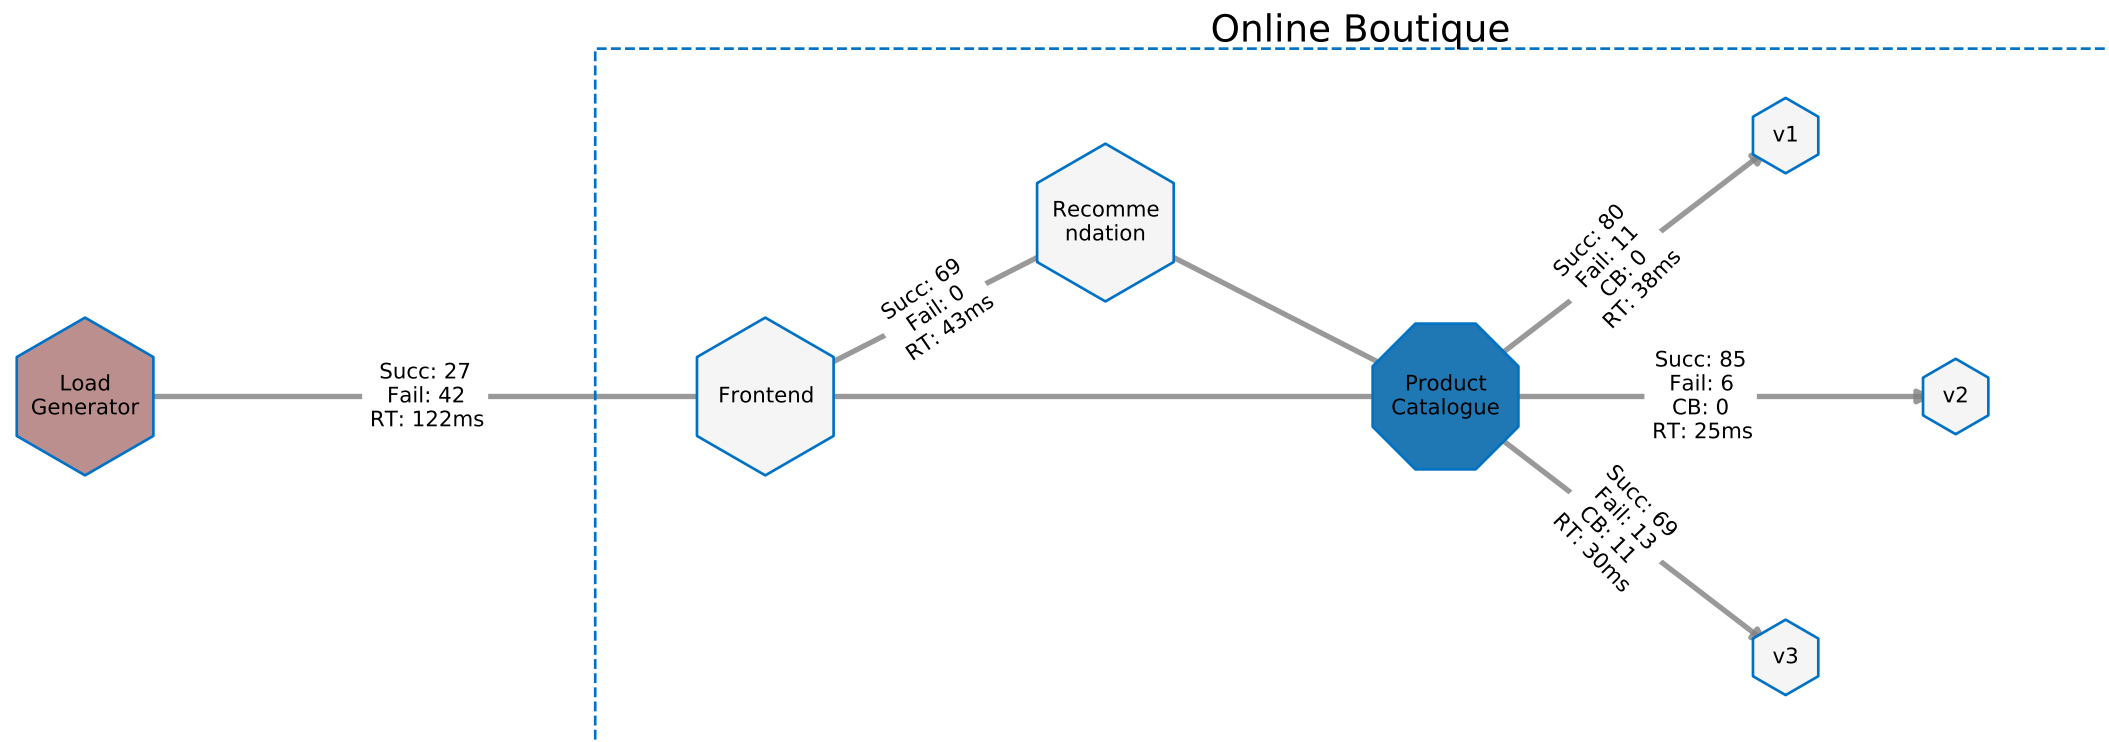 Online Boutique
Load
Generator
Succ: 27
Fail: 42
RT: 122ms
Frontend
Succ: 69
Fail: 0
RT: 43ms
Recomme
ndation
Product
Catalogue
Succ: 80
Fail: 11
CB: 0
RT: 38ms
v1
Succ: 85
Fail: 6
CB: 0
RT: 25ms
v2
Succ: 69
Fail: 13
CB: 11
RT: 30ms
v3